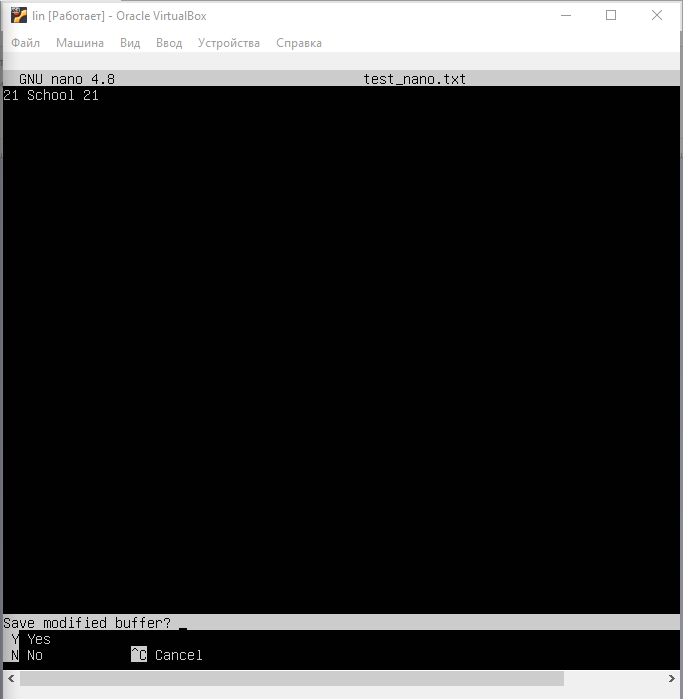 lin [Работает] - Oracle VirtualBox
Файл Машина Вид Ввод Устройства Справка
GNU nano 4.8 test_nano.txt
21 School 21
Save modified buffer?
Y Yes
N No ^C Cancel